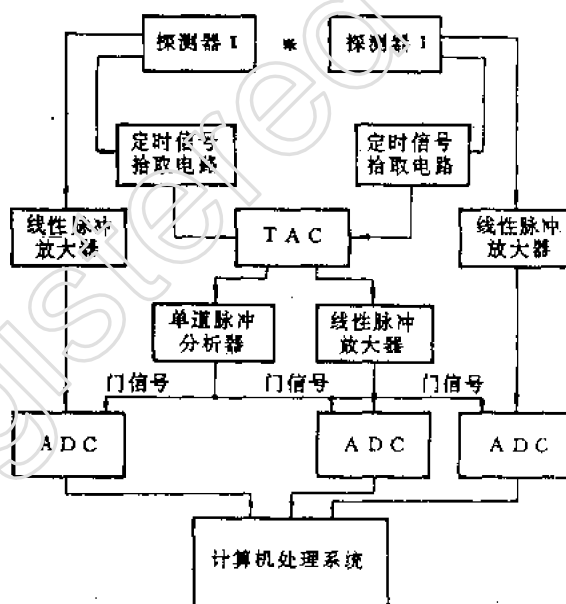 探测器 I
*
探测器 I
定时信号
拾取电路
定时信号
拾取电路
线性脉冲
放大器
TAC
线性脉冲
放大器
单道脉冲
分析器
线性脉冲
放大器
门信号
门信号
门信号
ADC
ADC
ADC
计算机处理系统